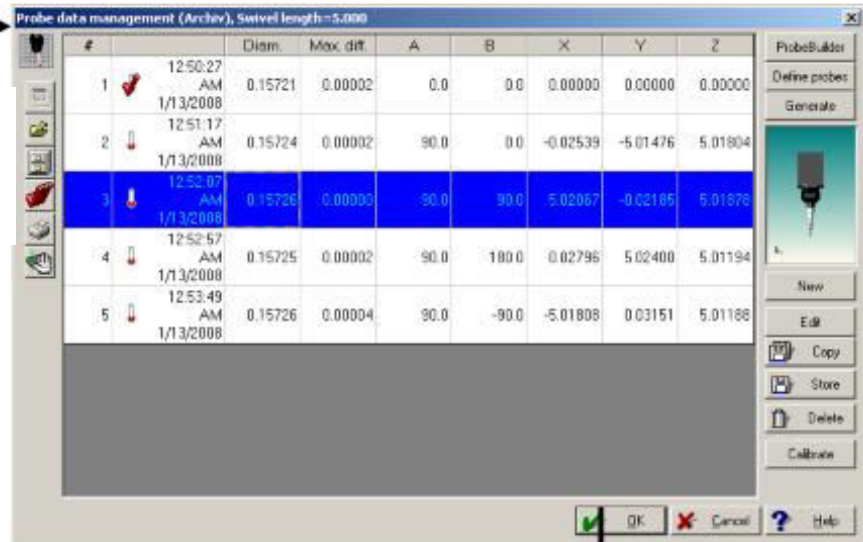 Probe data management (Archiv), Swivel length=5.000
# Diam. Max. diff. A B X Y Z
1 12:50:27 AM 1/13/2008 0.15721 0.00002 0.0 0.0 0.00000 0.00000 0.00000
2 12:51:17 AM 1/13/2008 0.15724 0.00002 90.0 0.0 -0.02539 -5.01476 5.01804
3 12:52:07 AM 1/13/2008 0.15726 0.00000 90.0 90.0 5.02067 -0.02185 5.01878
4 12:52:57 AM 1/13/2008 0.15725 0.00002 90.0 180.0 0.02796 5.02400 5.01194
5 12:53:49 AM 1/13/2008 0.15726 0.00004 90.0 -90.0 -5.01808 0.03151 5.01188
ProbeBuilder
Define probes
Generate
New
Edit
Copy
Store
Delete
Calibrate
OK Cancel Help